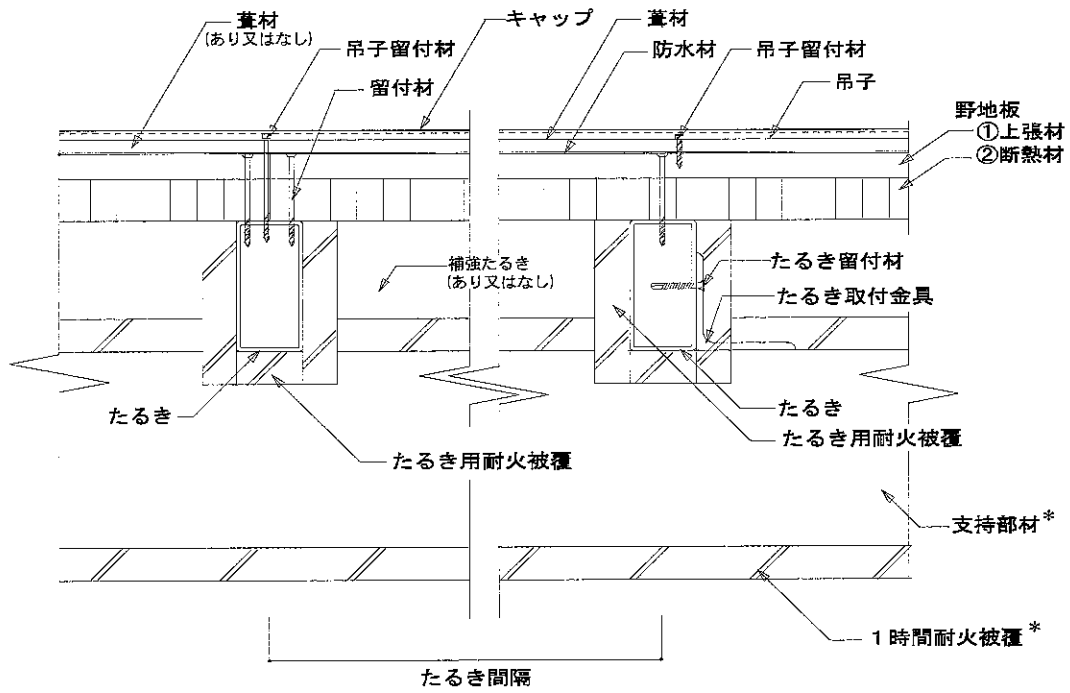 葺材
(あり又はなし)
吊子留付材
留付材
キャップ
葺材
防水材
吊子留付材
吊子
野地板
①上張材
②断熱材
補強たるき
(あり又はなし)
たるき留付材
たるき取付金具
たるき
たるき用耐火被覆
たるき
たるき用耐火被覆
支持部材*
1時間耐火被覆*
たるき間隔